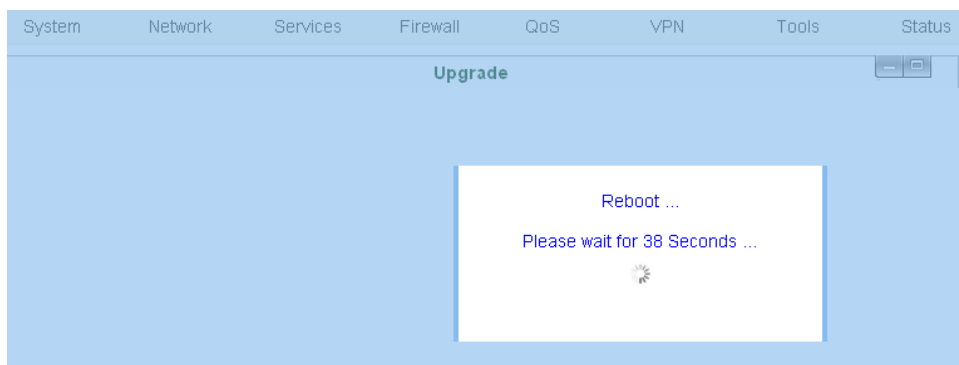 System Network Services Firewall QoS VPN Tools Status
Upgrade
Reboot ...
Please wait for 38 Seconds ...